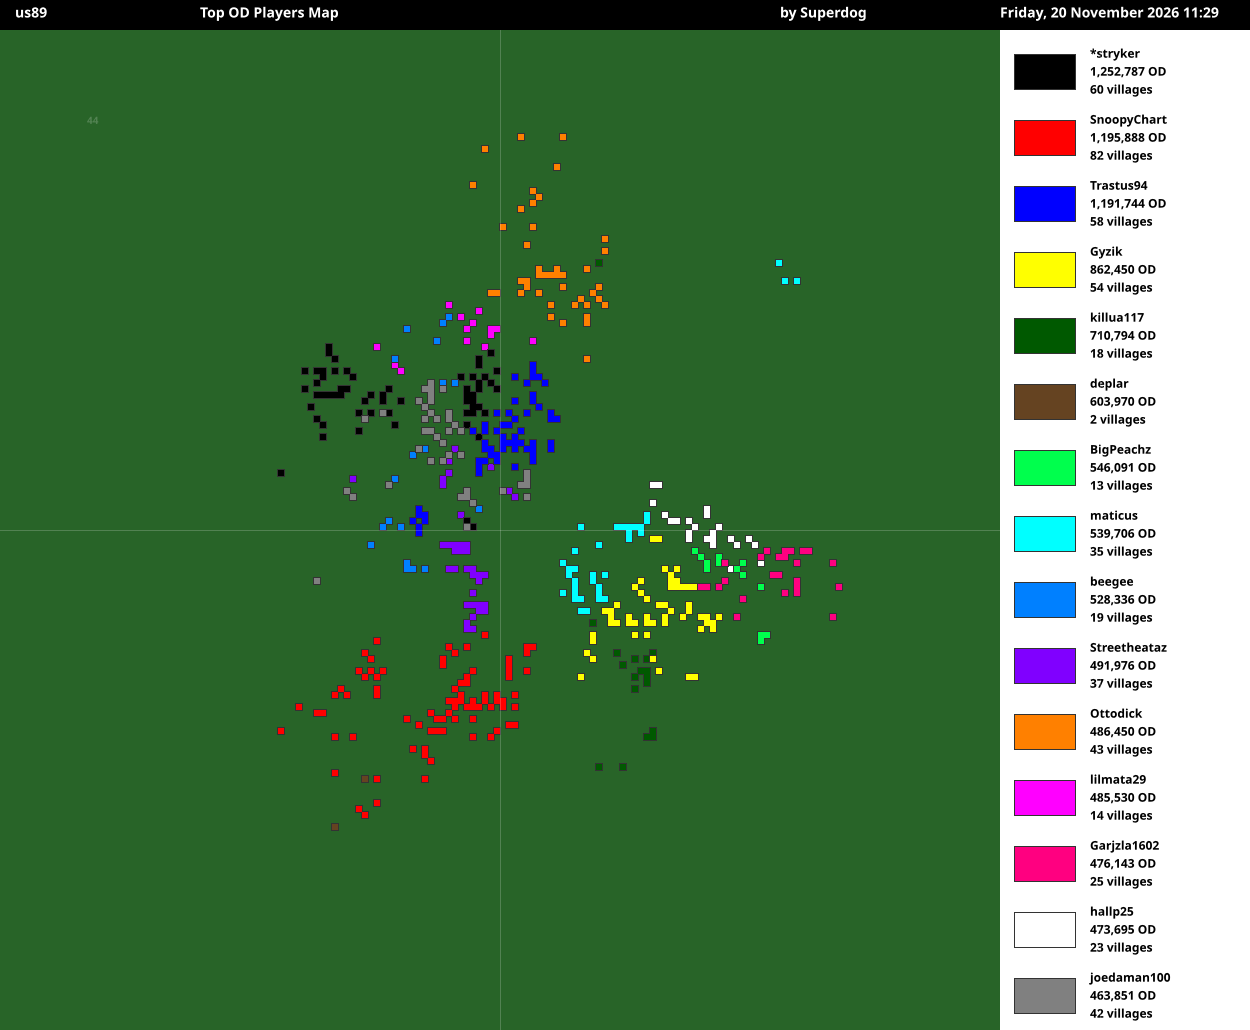 us89 Top OD Players Map by Superdog Friday, 20 November 2026 11:29
44
*stryker
1,252,787 OD
60 villages
SnoopyChart
1,195,888 OD
82 villages
Trastus94
1,191,744 OD
58 villages
Gyzik
862,450 OD
54 villages
killua117
710,794 OD
18 villages
deplar
603,970 OD
2 villages
BigPeachz
546,091 OD
13 villages
maticus
539,706 OD
35 villages
beegee
528,336 OD
19 villages
Streetheataz
491,976 OD
37 villages
Ottodick
486,450 OD
43 villages
lilmata29
485,530 OD
14 villages
Garjzla1602
476,143 OD
25 villages
hallp25
473,695 OD
23 villages
joedaman100
463,851 OD
42 villages